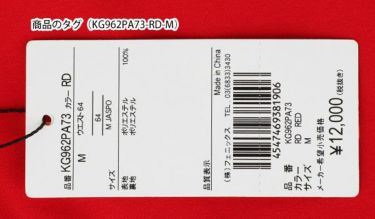 商品のタグ（KG962PA73-RD-M）
品番 KG962PA73 カラー RD
M
ウエスト64
64
M JASPO
サイズ
表地 ポリエステル 100%
裏地 ポリエステル
品質表示
(株)フェニックス TEL 03(6833)3430
Made in China
4547469381906
品番 KG962PA73
カラー RD RED
サイズ M
メーカー希望小売価格
¥12,000(税抜き)